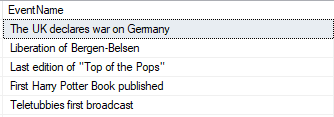 EventName
The UK declares war on Germany
Liberation of Bergen-Belsen
Last edition of "Top of the Pops"
First Harry Potter Book published
Teletubbies first broadcast